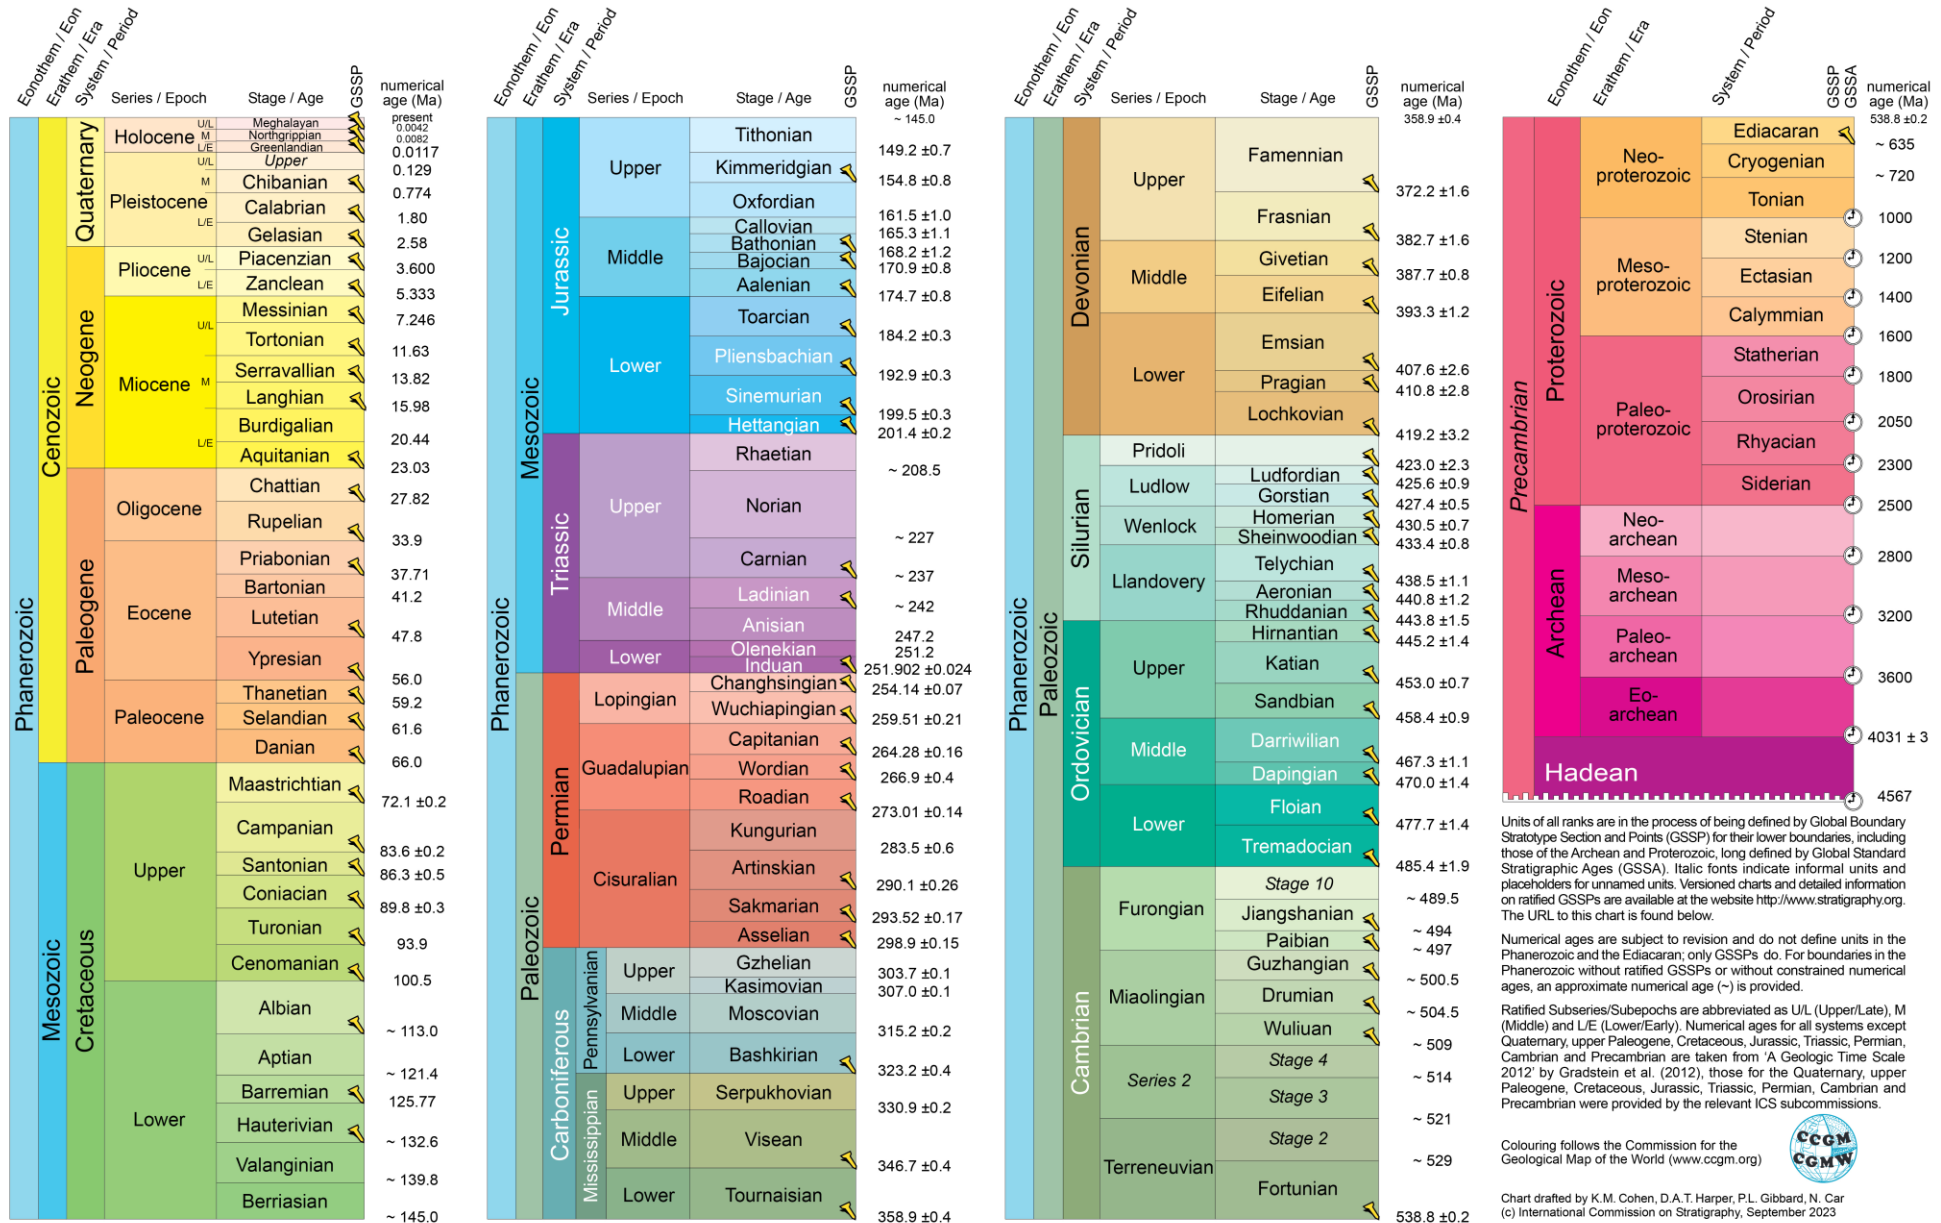 Eonothem / Eon
Erathem / Era
System / Period
Series / Epoch
Stage / Age
GSSP
numerical
age (Ma)
Phanerozoic
Cenozoic
Quaternary
Holocene
U/L
M
L/E
Meghalayan
Northgrippian
Greenlandian
present
0.0042
0.0082
0.0117
Pleistocene
U/L
M
L/E
Upper
0.129
Chibanian
0.774
Calabrian
1.80
Gelasian
2.58
Neogene
Pliocene
U/L
L/E
Piacenzian
3.600
Zanclean
5.333
Miocene
U/L
M
L/E
Messinian
7.246
Tortonian
11.63
Serravallian
13.82
Langhian
15.98
Burdigalian
20.44
Aquitanian
23.03
Paleogene
Oligocene
Chattian
27.82
Rupelian
33.9
Eocene
Priabonian
37.71
Bartonian
41.2
Lutetian
47.8
Ypresian
56.0
Paleocene
Thanetian
59.2
Selandian
61.6
Danian
66.0
Mesozoic
Cretaceous
Upper
Maastrichtian
72.1 ±0.2
Campanian
83.6 ±0.2
Santonian
86.3 ±0.5
Coniacian
89.8 ±0.3
Turonian
93.9
Cenomanian
100.5
Lower
Albian
~ 113.0
Aptian
~ 121.4
Barremian
125.77
Hauterivian
~ 132.6
Valanginian
~ 139.8
Berriasian
~ 145.0
Eonothem / Eon
Erathem / Era
System / Period
Series / Epoch
Stage / Age
GSSP
numerical
age (Ma)
~ 145.0
Phanerozoic
Mesozoic
Jurassic
Upper
Tithonian
149.2 ±0.7
Kimmeridgian
154.8 ±0.8
Oxfordian
161.5 ±1.0
Middle
Callovian
165.3 ±1.1
Bathonian
168.2 ±1.2
Bajocian
170.9 ±0.8
Aalenian
174.7 ±0.8
Lower
Toarcian
184.2 ±0.3
Pliensbachian
192.9 ±0.3
Sinemurian
199.5 ±0.3
Hettangian
201.4 ±0.2
Triassic
Upper
Rhaetian
~ 208.5
Norian
~ 227
Carnian
~ 237
Middle
Ladinian
~ 242
Anisian
247.2
Lower
Olenekian
251.2
Induan
251.902 ±0.024
Paleozoic
Permian
Lopingian
Changhsingian
254.14 ±0.07
Wuchiapingian
259.51 ±0.21
Guadalupian
Capitanian
264.28 ±0.16
Wordian
266.9 ±0.4
Roadian
273.01 ±0.14
Cisuralian
Kungurian
283.5 ±0.6
Artinskian
290.1 ±0.26
Sakmarian
293.52 ±0.17
Asselian
298.9 ±0.15
Carboniferous
Pennsylvanian
Upper
Gzhelian
303.7 ±0.1
Kasimovian
307.0 ±0.1
Middle
Moscovian
315.2 ±0.2
Lower
Bashkirian
323.2 ±0.4
Mississippian
Upper
Serpukhovian
330.9 ±0.2
Middle
Visean
346.7 ±0.4
Lower
Tournaisian
358.9 ±0.4
Eonothem / Eon
Erathem / Era
System / Period
Series / Epoch
Stage / Age
GSSP
numerical
age (Ma)
358.9 ±0.4
Phanerozoic
Paleozoic
Devonian
Upper
Famennian
372.2 ±1.6
Frasnian
382.7 ±1.6
Middle
Givetian
387.7 ±0.8
Eifelian
393.3 ±1.2
Lower
Emsian
407.6 ±2.6
Pragian
410.8 ±2.8
Lochkovian
419.2 ±3.2
Silurian
Pridoli
423.0 ±2.3
Ludlow
Ludfordian
425.6 ±0.9
Gorstian
427.4 ±0.5
Wenlock
Homerian
430.5 ±0.7
Sheinwoodian
433.4 ±0.8
Llandovery
Telychian
438.5 ±1.1
Aeronian
440.8 ±1.2
Rhuddanian
443.8 ±1.5
Ordovician
Upper
Hirnantian
445.2 ±1.4
Katian
453.0 ±0.7
Sandbian
458.4 ±0.9
Middle
Darriwilian
467.3 ±1.1
Dapingian
470.0 ±1.4
Lower
Floian
477.7 ±1.4
Tremadocian
485.4 ±1.9
Cambrian
Furongian
Stage 10
~ 489.5
Jiangshanian
~ 494
Paibian
~ 497
Miaolingian
Guzhangian
~ 500.5
Drumian
~ 504.5
Wuliuan
~ 509
Series 2
Stage 4
~ 514
Stage 3
~ 521
Terreneuvian
Stage 2
~ 529
Fortunian
538.8 ±0.2
Eonothem / Eon
Erathem / Era
System / Period
GSSP
GSSA
numerical
age (Ma)
538.8 ±0.2
Precambrian
Proterozoic
Neo-
proterozoic
Ediacaran
~ 635
Cryogenian
~ 720
Tonian
1000
Meso-
proterozoic
Stenian
1200
Ectasian
1400
Calymmian
1600
Paleo-
proterozoic
Statherian
1800
Orosirian
2050
Rhyacian
2300
Siderian
2500
Archean
Neo-
archean
2800
Meso-
archean
3200
Paleo-
archean
3600
Eo-
archean
4031 ± 3
Hadean
4567
Units of all ranks are in the process of being defined by Global Boundary
Stratotype Section and Points (GSSP) for their lower boundaries, including
those of the Archean and Proterozoic, long defined by Global Standard
Stratigraphic Ages (GSSA). Italic fonts indicate informal units and
placeholders for unnamed units. Versioned charts and detailed information
on ratified GSSPs are available at the website http://www.stratigraphy.org.
The URL to this chart is found below.
Numerical ages are subject to revision and do not define units in the
Phanerozoic and the Ediacaran; only GSSPs do. For boundaries in the
Phanerozoic without ratified GSSPs or without constrained numerical
ages, an approximate numerical age (~) is provided.
Ratified Subseries/Subepochs are abbreviated as U/L (Upper/Late), M
(Middle) and L/E (Lower/Early). Numerical ages for all systems except
Quaternary, upper Paleogene, Cretaceous, Jurassic, Triassic, Permian,
Cambrian and Precambrian are taken from 'A Geologic Time Scale
2012' by Gradstein et al. (2012), those for the Quaternary, upper
Paleogene, Cretaceous, Jurassic, Triassic, Permian, Cambrian and
Precambrian were provided by the relevant ICS subcommissions.
Colouring follows the Commission for the
Geological Map of the World (www.ccgm.org)
CCGM
CGMW
Chart drafted by K.M. Cohen, D.A.T. Harper, P.L. Gibbard, N. Car
(c) International Commission on Stratigraphy, September 2023